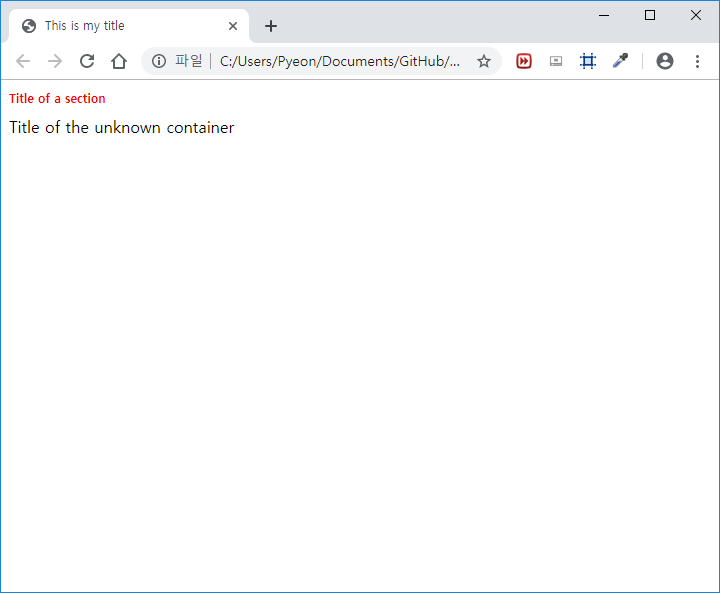 This is my title
파일 C:/Users/Pyeon/Documents/GitHub/...
Title of a section
Title of the unknown container